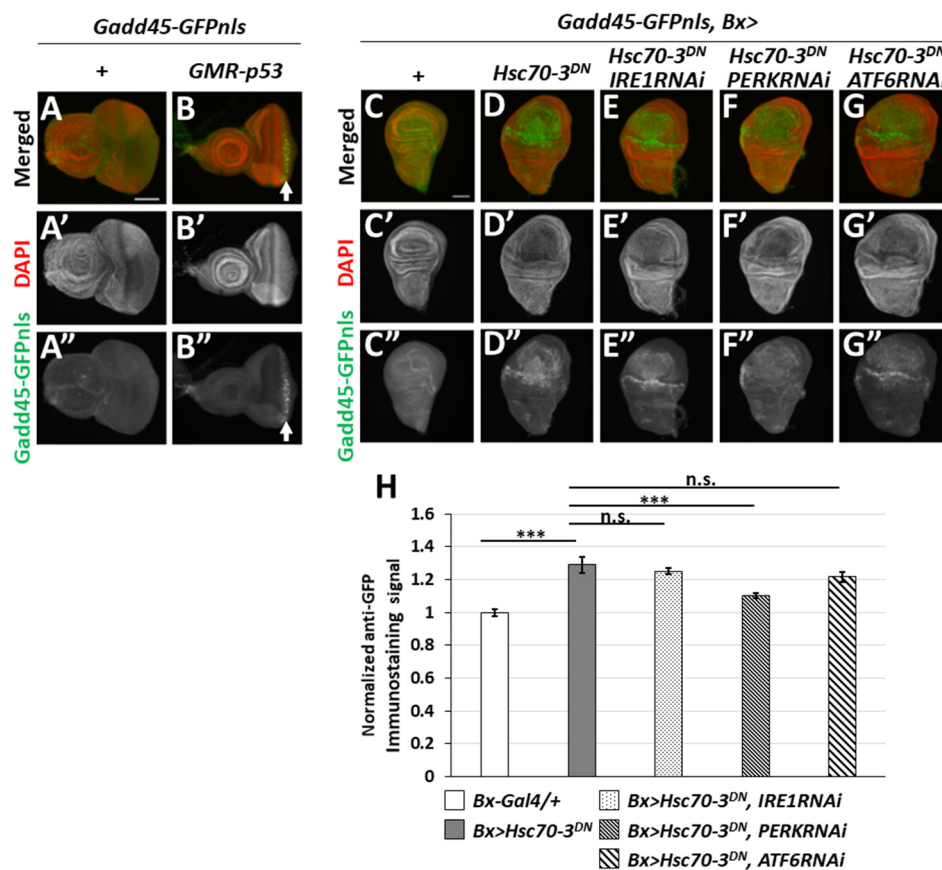 Gadd45-GFPnls
Gadd45-GFPnls, Bx>
+
GMR-p53
+
Hsc70-3DN
Hsc70-3DN
IRE1RNAi
Hsc70-3DN
PERKRNAi
Hsc70-3DN
ATF6RNAi
Merged
A
B
Merged
C
D
E
F
G
DAPI
A'
B'
DAPI
C'
D'
E'
F'
G'
Gadd45-GFPnls
A"
B"
Gadd45-GFPnls
C"
D"
E"
F"
G"
H
n.s.
***
n.s.
***
Normalized anti-GFP
Immunostaining signal
1.6
1.4
1.2
1
0.8
0.6
0.4
0.2
0
Bx-Gal4/+
Bx>Hsc70-3DN, IRE1RNAi
Bx>Hsc70-3DN
Bx>Hsc70-3DN, PERKRNAi
Bx>Hsc70-3DN, ATF6RNAi